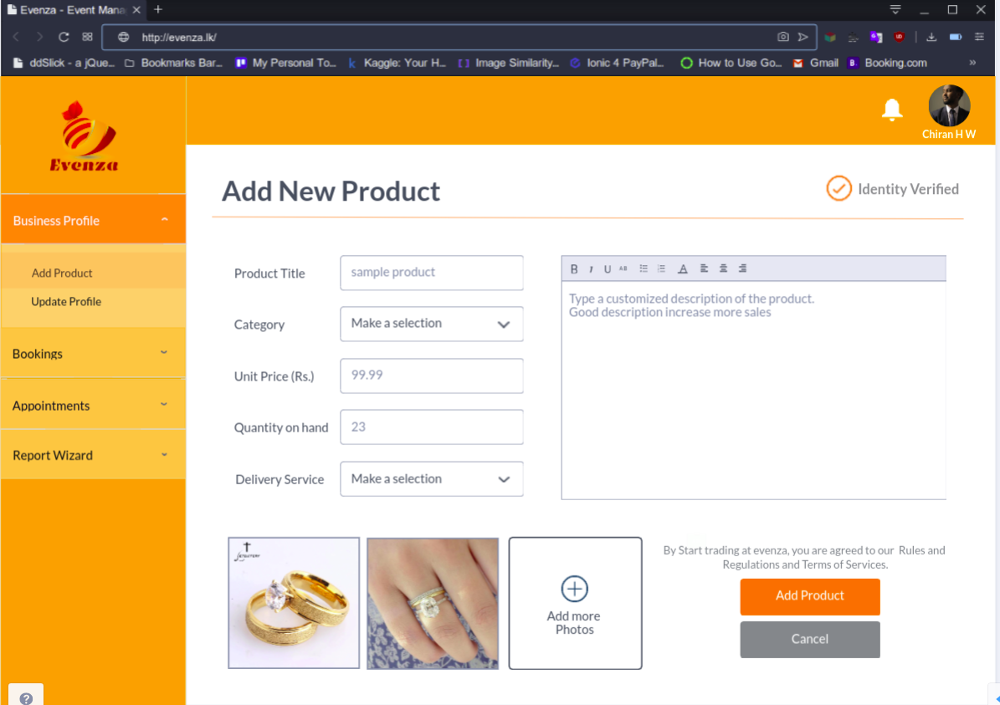 Evenza - Event Mana
http://evenza.lk/
ddSlick - a jQue...
Bookmarks Bar...
My Personal To...
Kaggle: Your H...
Image Similarity...
Ionic 4 PayPal...
How to Use Go...
Gmail
B.
Booking.com
»
Evenza
Chiran H W
Add New Product
Identity Verified
Business Profile
Add Product
Update Profile
Bookings
Appointments
Report Wizard
Product Title
sample product
Category
Make a selection
Unit Price (Rs.)
99.99
Quantity on hand
23
Delivery Service
Make a selection
B I U AB A
Type a customized description of the product.
Good description increase more sales
Add more
Photos
By Start trading at evenza, you are agreed to our Rules and
Regulations and Terms of Services.
Add Product
Cancel
?